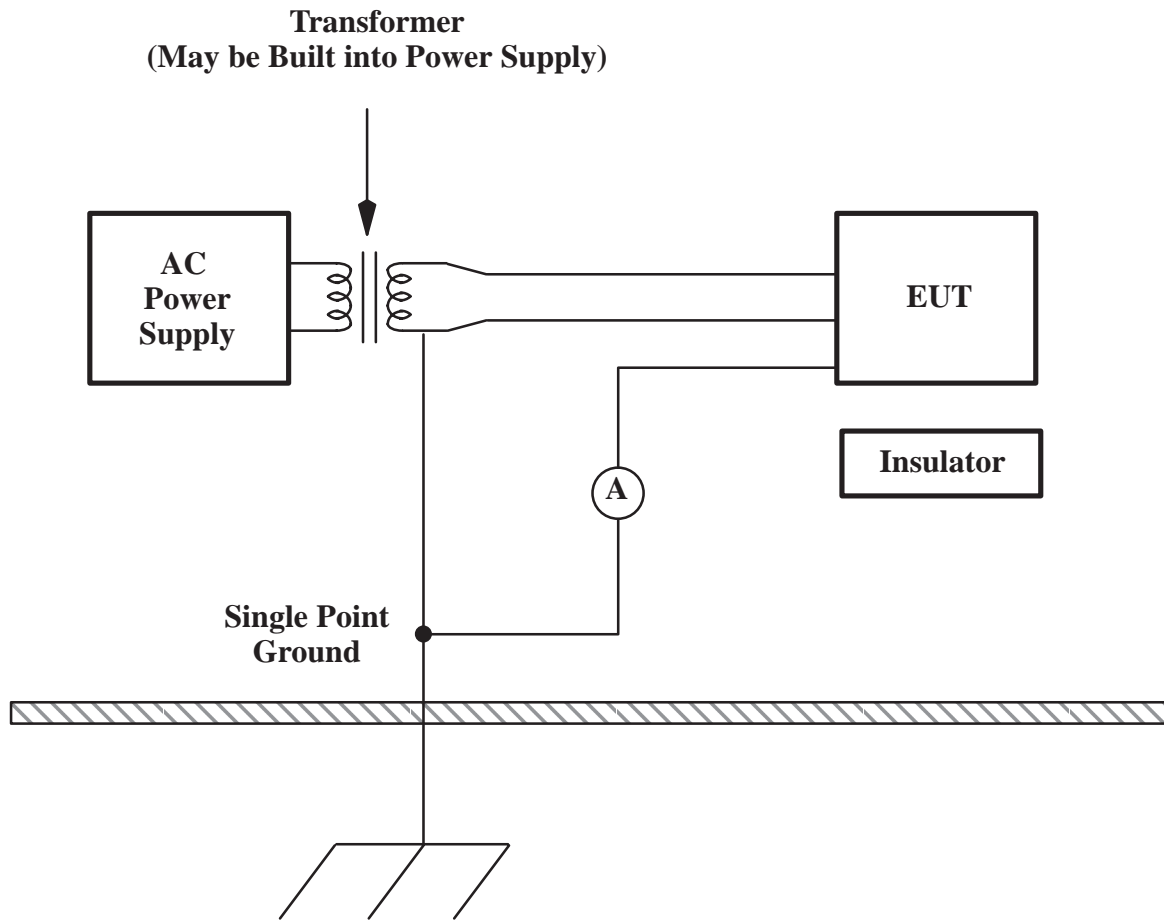 Transformer
(May be Built into Power Supply)
AC
Power
Supply
EUT
Insulator
A
Single Point
Ground